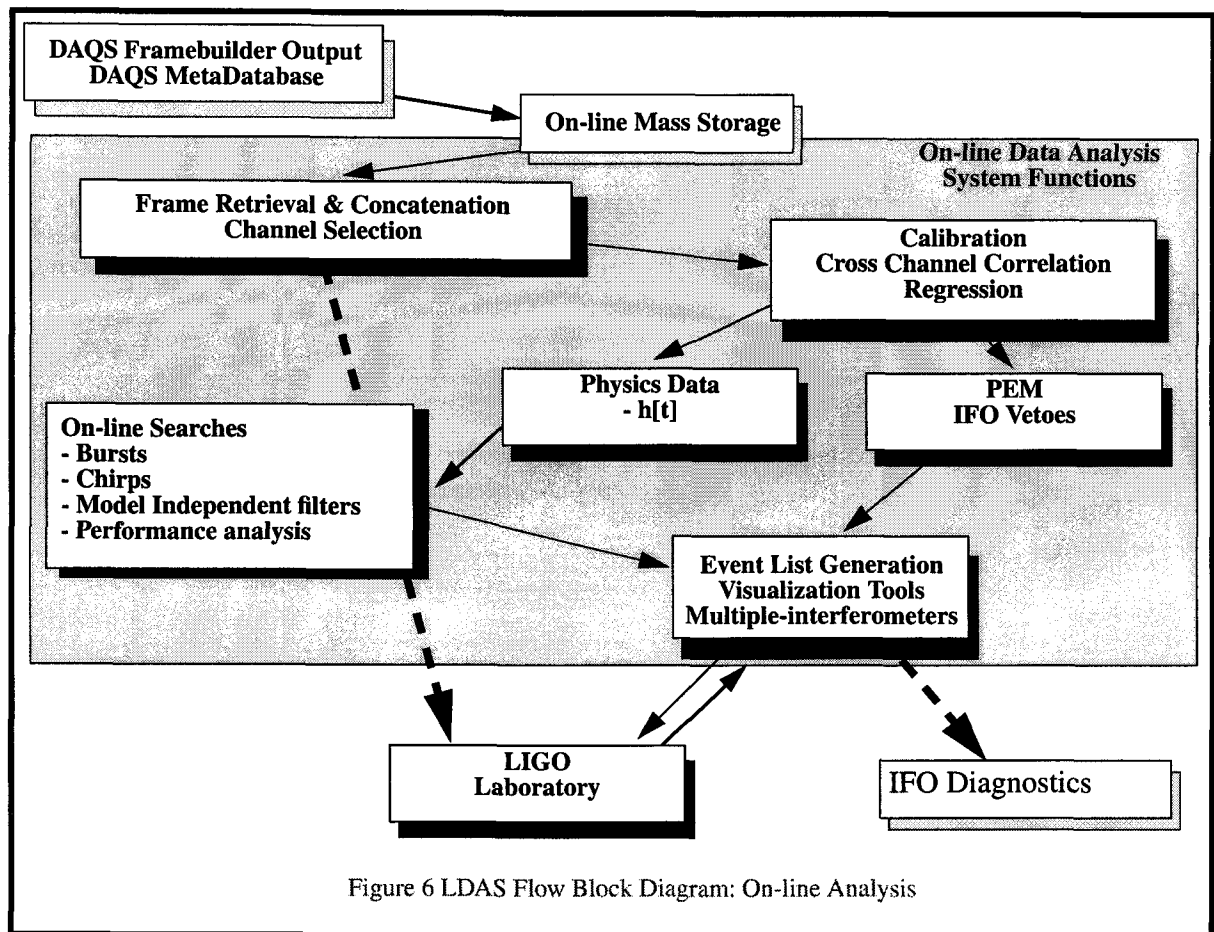 DAQS Framebuilder Output
DAQS MetaDatabase
On-line Mass Storage
On-line Data Analysis
System Functions
Frame Retrieval & Concatenation
Channel Selection
Calibration
Cross Channel Correlation
Regression
Physics Data
- h[t]
PEM
IFO Vetoes
On-line Searches
- Bursts
- Chirps
- Model Independent filters
- Performance analysis
Event List Generation
Visualization Tools
Multiple-interferometers
LIGO
Laboratory
IFO Diagnostics
Figure 6 LDAS Flow Block Diagram: On-line Analysis